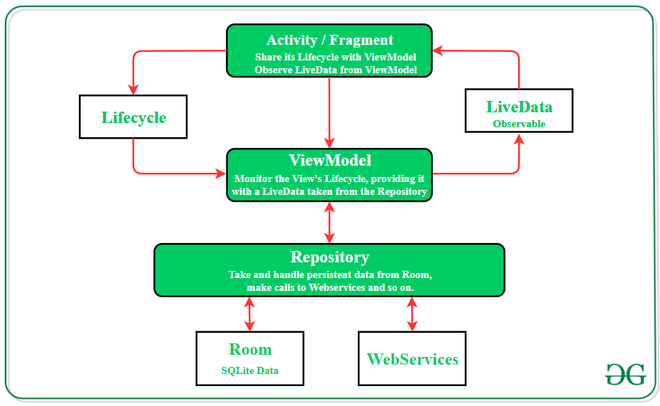 Activity / Fragment
Share its Lifecycle with ViewModel
Observe LiveData from ViewModel
Lifecycle
LiveData
Observable
ViewModel
Monitor the View's Lifecycle, providing it
with a LiveData taken from the Repository
Repository
Take and handle persistent data from Room,
make calls to Webservices and so on.
Room
SQLite Data
WebServices